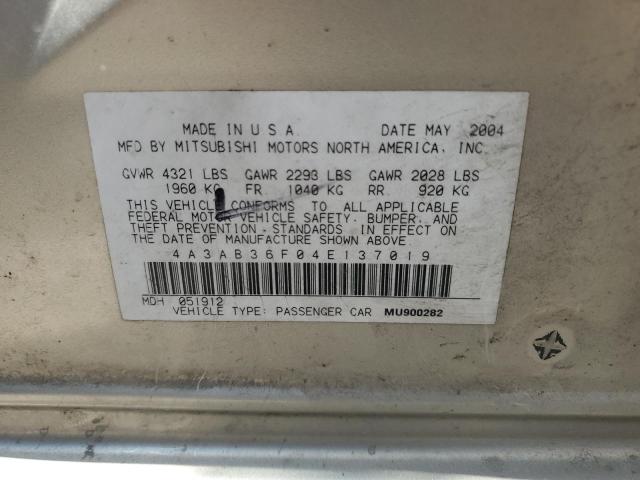 MADE IN U S A DATE MAY 2004
MFD BY MITSUBISHI MOTORS NORTH AMERICA, INC.
GVWR 4321 LBS GAWR 2293 LBS GAWR 2028 LBS
1960 KG FR. 1040 KG RR. 920 KG
THIS VEHICLE CONFORMS TO ALL APPLICABLE
FEDERAL MOTOR VEHICLE SAFETY, BUMPER, AND
THEFT PREVENTION STANDARDS IN EFFECT ON
THE DATE OF MANUFACTURE SHOWN ABOVE.
4A3AB36F04E137019
MDH 051912
VEHICLE TYPE: PASSENGER CAR MU900282